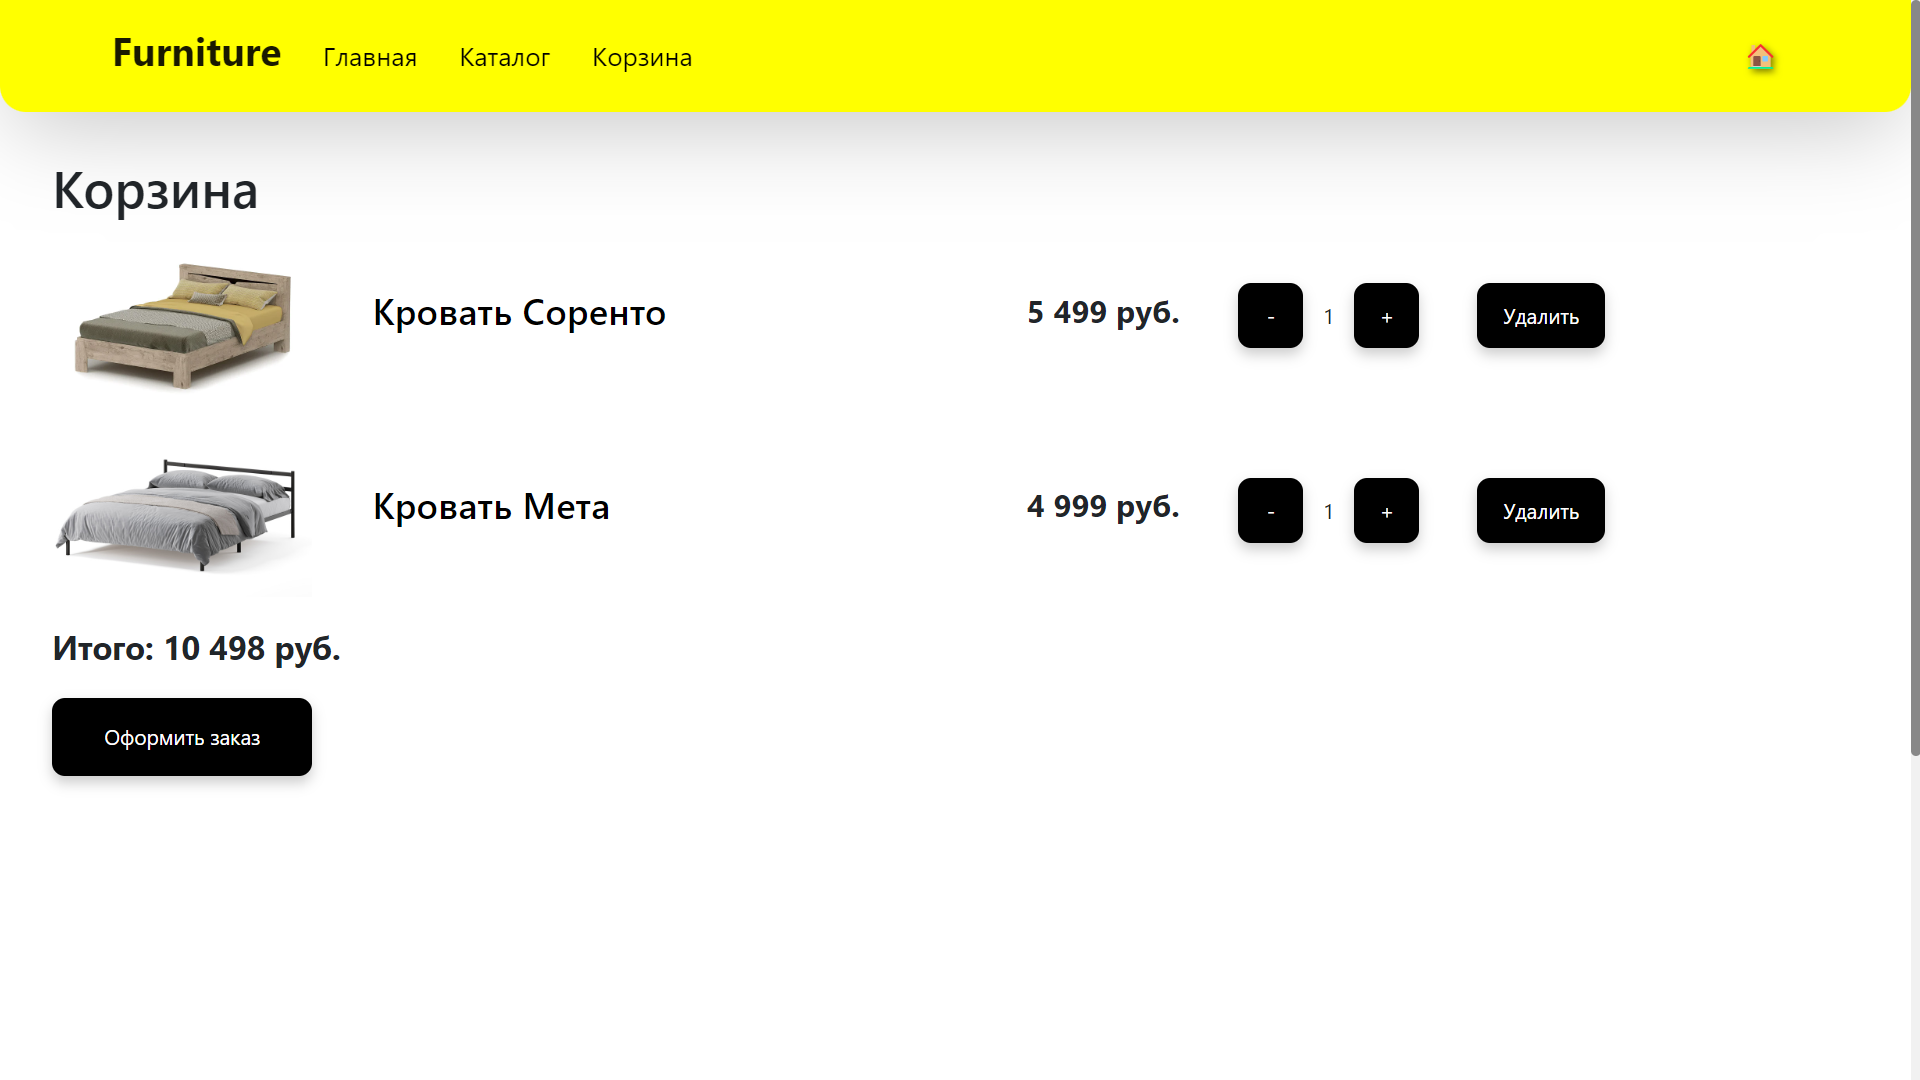 Furniture Главная Каталог Корзина
Корзина
Кровать Соренто 5 499 руб. - 1 + Удалить
Кровать Мета 4 999 руб. - 1 + Удалить
Итого: 10 498 руб.
Оформить заказ